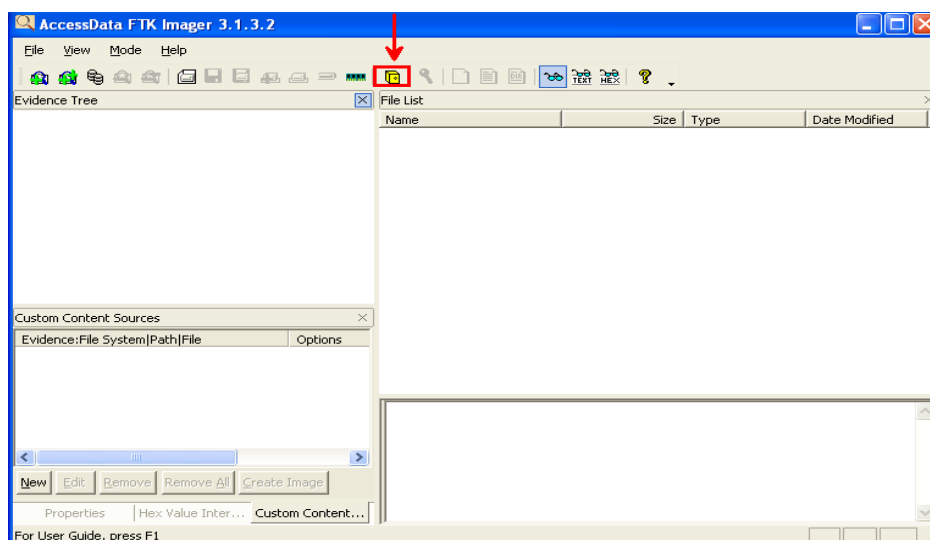 AccessData FTK Imager 3.1.3.2
File View Mode Help
TEXT HEX
Evidence Tree
File List
Name Size Type Date Modified
Custom Content Sources
Evidence:File System|Path|File Options
New Edit Remove Remove All Create Image
Properties Hex Value Inter... Custom Content...
For User Guide, press F1